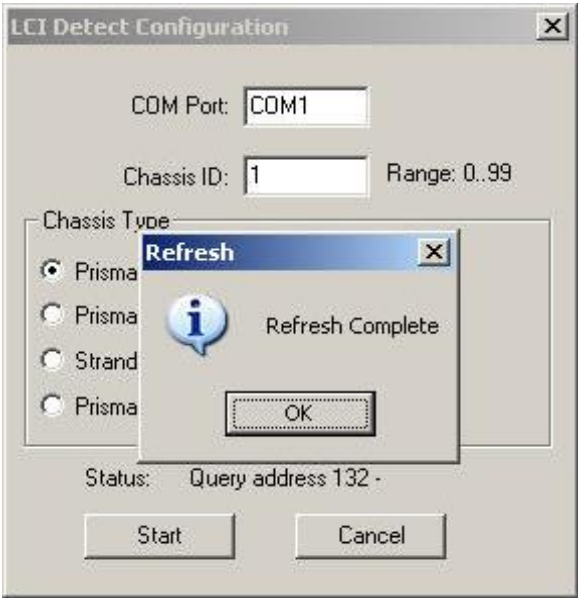 LCI Detect Configuration
COM Port: COM1
Chassis ID: 1 Range: 0..99
Chassis Type
Refresh
Prisma
Prisma
Refresh Complete
Strand
Prisma
OK
Status: Query address 132 -
Start Cancel